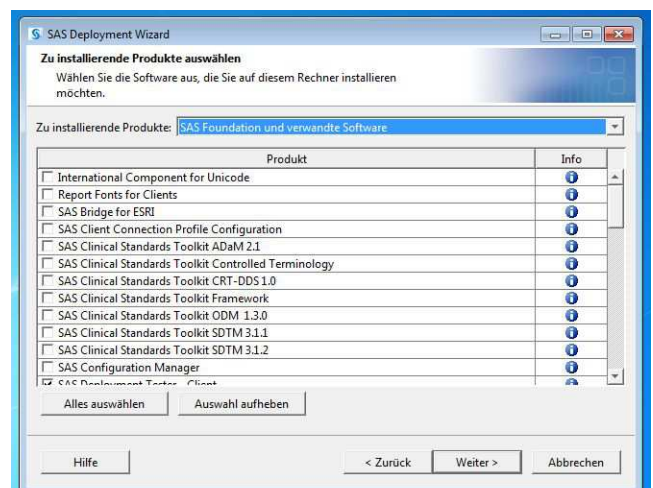 SAS Deployment Wizard
Zu installierende Produkte auswählen
Wählen Sie die Software aus, die Sie auf diesem Rechner installieren
möchten.
Zu installierende Produkte: SAS Foundation und verwandte Software
Produkt Info
International Component for Unicode
Report Fonts for Clients
SAS Bridge for ESRI
SAS Client Connection Profile Configuration
SAS Clinical Standards Toolkit ADaM 2.1
SAS Clinical Standards Toolkit Controlled Terminology
SAS Clinical Standards Toolkit CRT-DDS 1.0
SAS Clinical Standards Toolkit Framework
SAS Clinical Standards Toolkit ODM 1.3.0
SAS Clinical Standards Toolkit SDTM 3.1.1
SAS Clinical Standards Toolkit SDTM 3.1.2
SAS Configuration Manager
SAS Deployment Tester - Client
Alles auswählen Auswahl aufheben
Hilfe < Zurück Weiter > Abbrechen